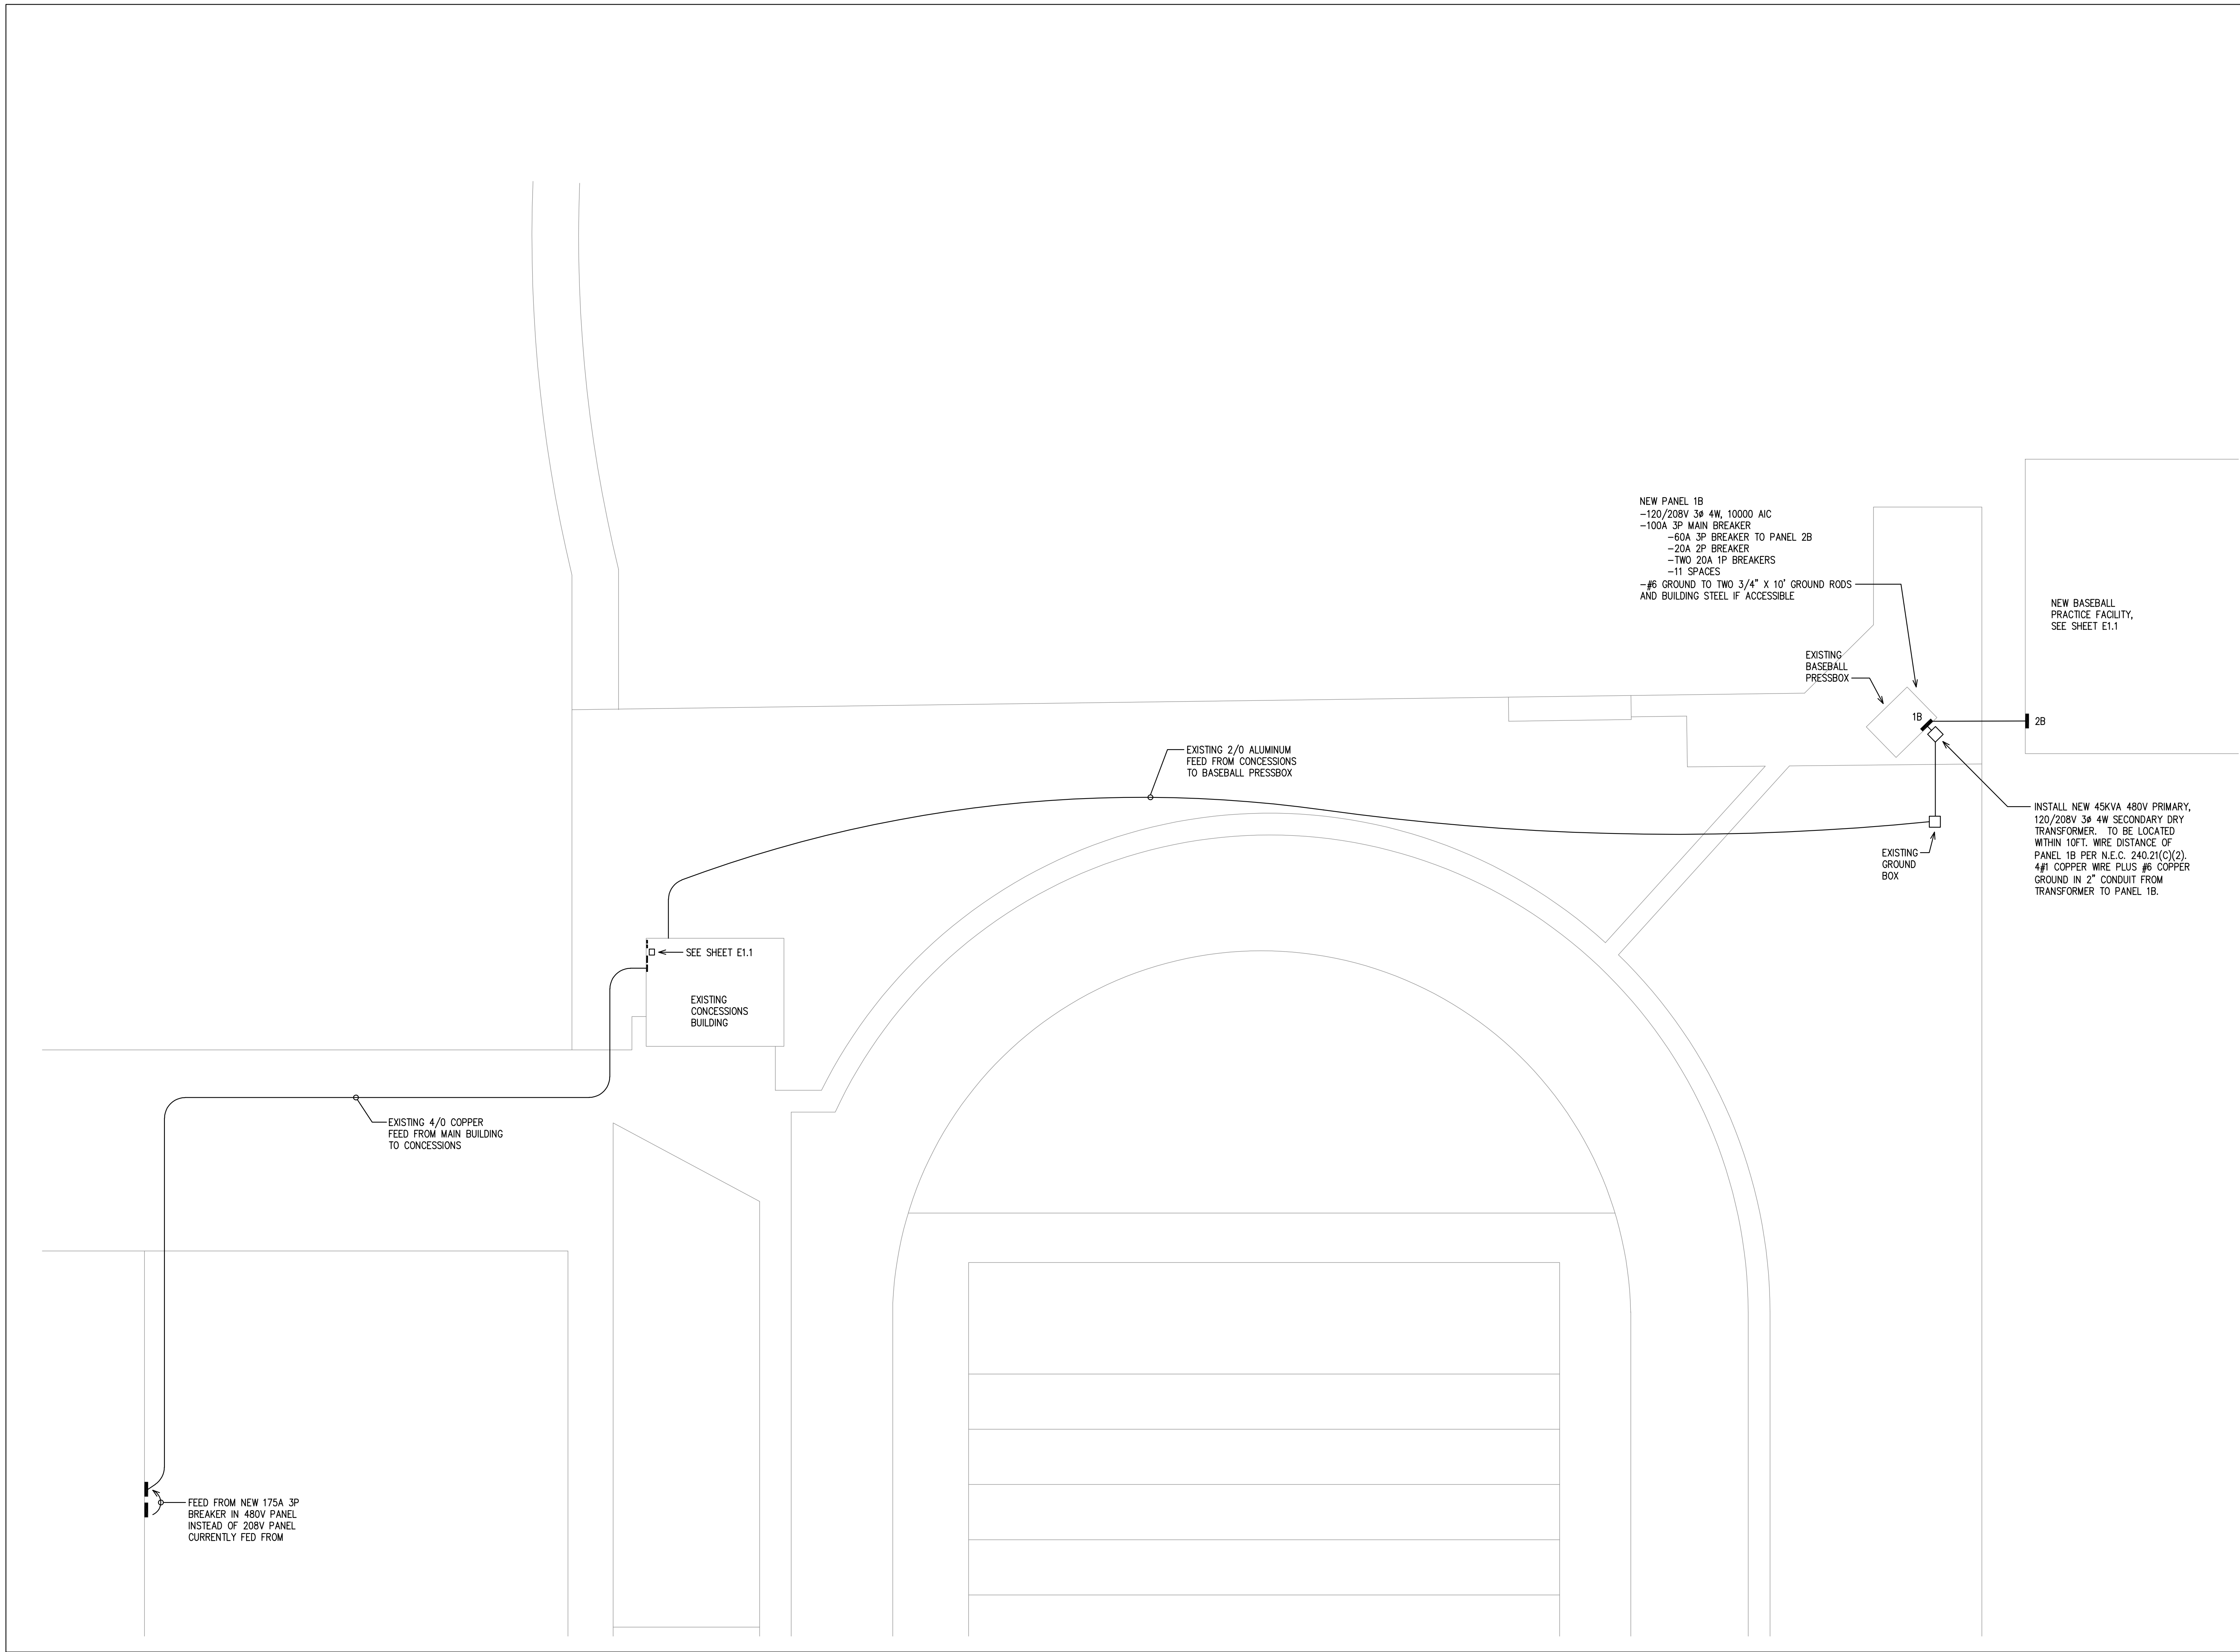 NEW PANEL 1B
-120/208V 3ø 4W, 10000 AIC
-100A 3P MAIN BREAKER
-60A 3P BREAKER TO PANEL 2B
-20A 2P BREAKER
-TWO 20A 1P BREAKERS
-11 SPACES
-#6 GROUND TO TWO 3/4" X 10' GROUND RODS
AND BUILDING STEEL IF ACCESSIBLE
NEW BASEBALL
PRACTICE FACILITY,
SEE SHEET E1.1
EXISTING
BASEBALL
PRESSBOX
1B
2B
EXISTING 2/0 ALUMINUM
FEED FROM CONCESSIONS
TO BASEBALL PRESSBOX
INSTALL NEW 45KVA 480V PRIMARY,
120/208V 3ø 4W SECONDARY DRY
TRANSFORMER. TO BE LOCATED
WITHIN 10FT. WIRE DISTANCE OF
PANEL 1B PER N.E.C. 240.21(C)(2).
4#1 COPPER WIRE PLUS #6 COPPER
GROUND IN 2" CONDUIT FROM
TRANSFORMER TO PANEL 1B.
EXISTING
GROUND
BOX
SEE SHEET E1.1
EXISTING
CONCESSIONS
BUILDING
EXISTING 4/0 COPPER
FEED FROM MAIN BUILDING
TO CONCESSIONS
FEED FROM NEW 175A 3P
BREAKER IN 480V PANEL
INSTEAD OF 208V PANEL
CURRENTLY FED FROM